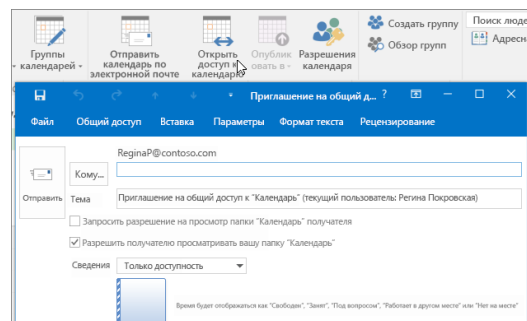 Группы календарей
Отправить календарь по электронной почте
Открыть доступ к календарю
Опублик овать в
Разрешения календаря
Создать группу
Обзор групп
Поиск люде
Адресн
Приглашение на общий д... ?
Файл Общий доступ Вставка Параметры Формат текста Рецензирование
ReginaP@contoso.com
Кому...
Отправить
Тема Приглашение на общий доступ к "Календарь" (текущий пользователь: Регина Покровская)
Запросить разрешение на просмотр папки "Календарь" получателя
Разрешить получателю просматривать вашу папку "Календарь"
Сведения Только доступность
Время будет отображаться как "Свободен", "Занят", "Под вопросом", "Работает в другом месте" или "Нет на месте"